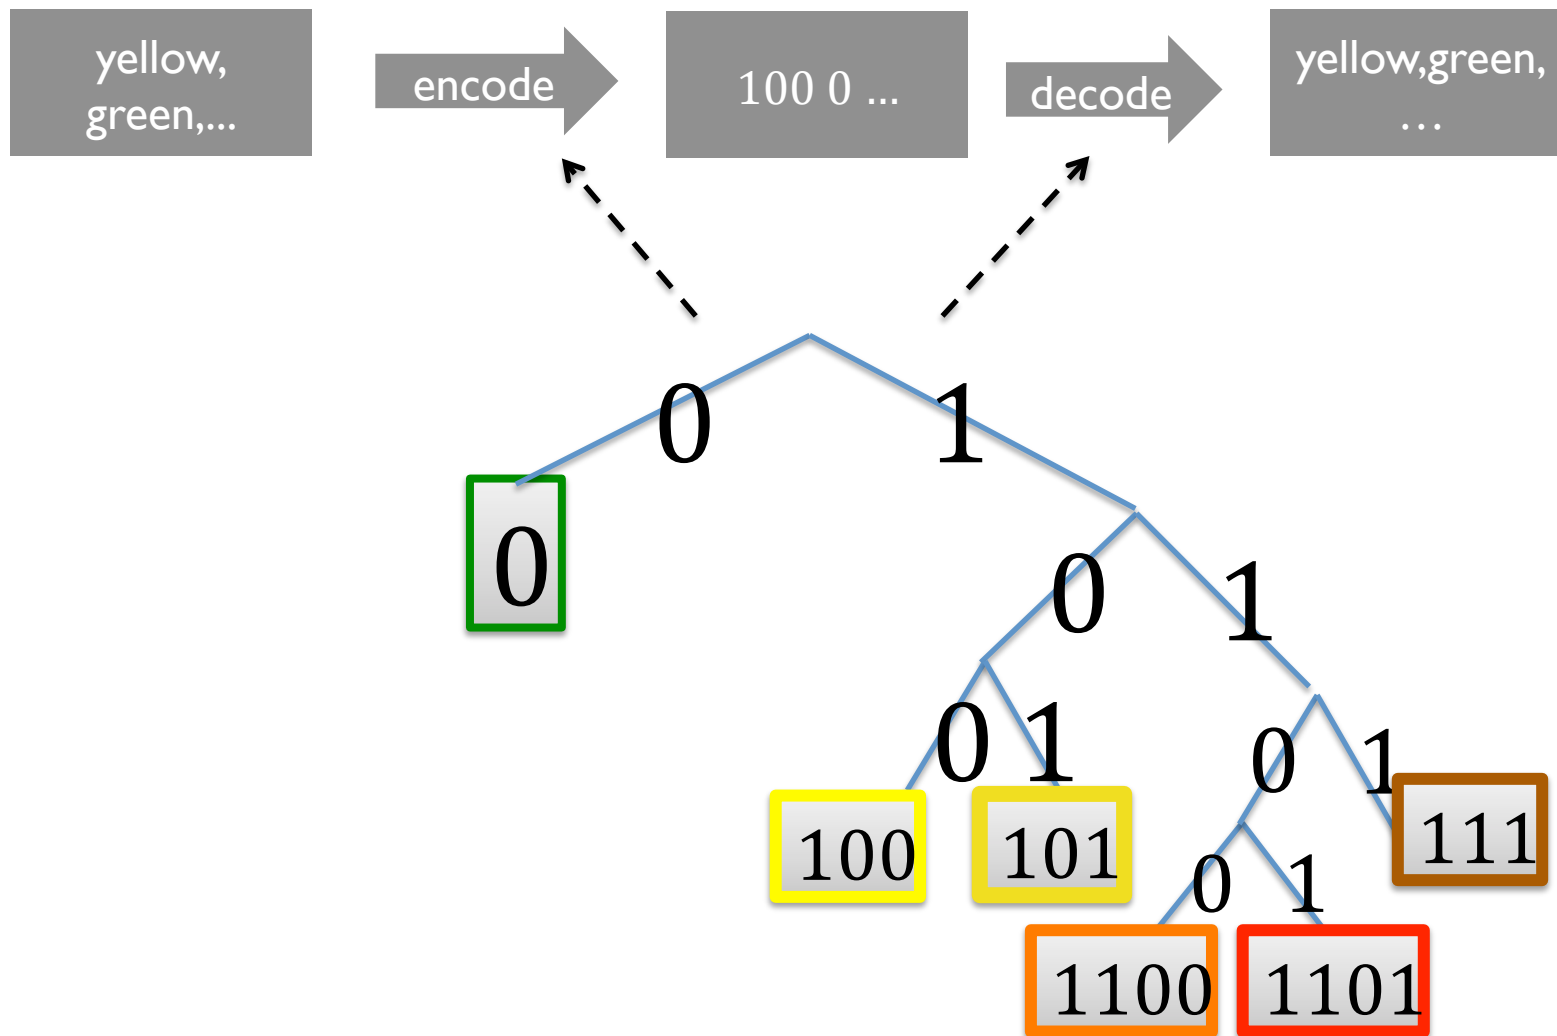 yellow,
green,...
encode
100 0 ...
decode
yellow,green,
...
0
1
0
0
1
0
1
0
1
100
101
111
0
1
1100
1101